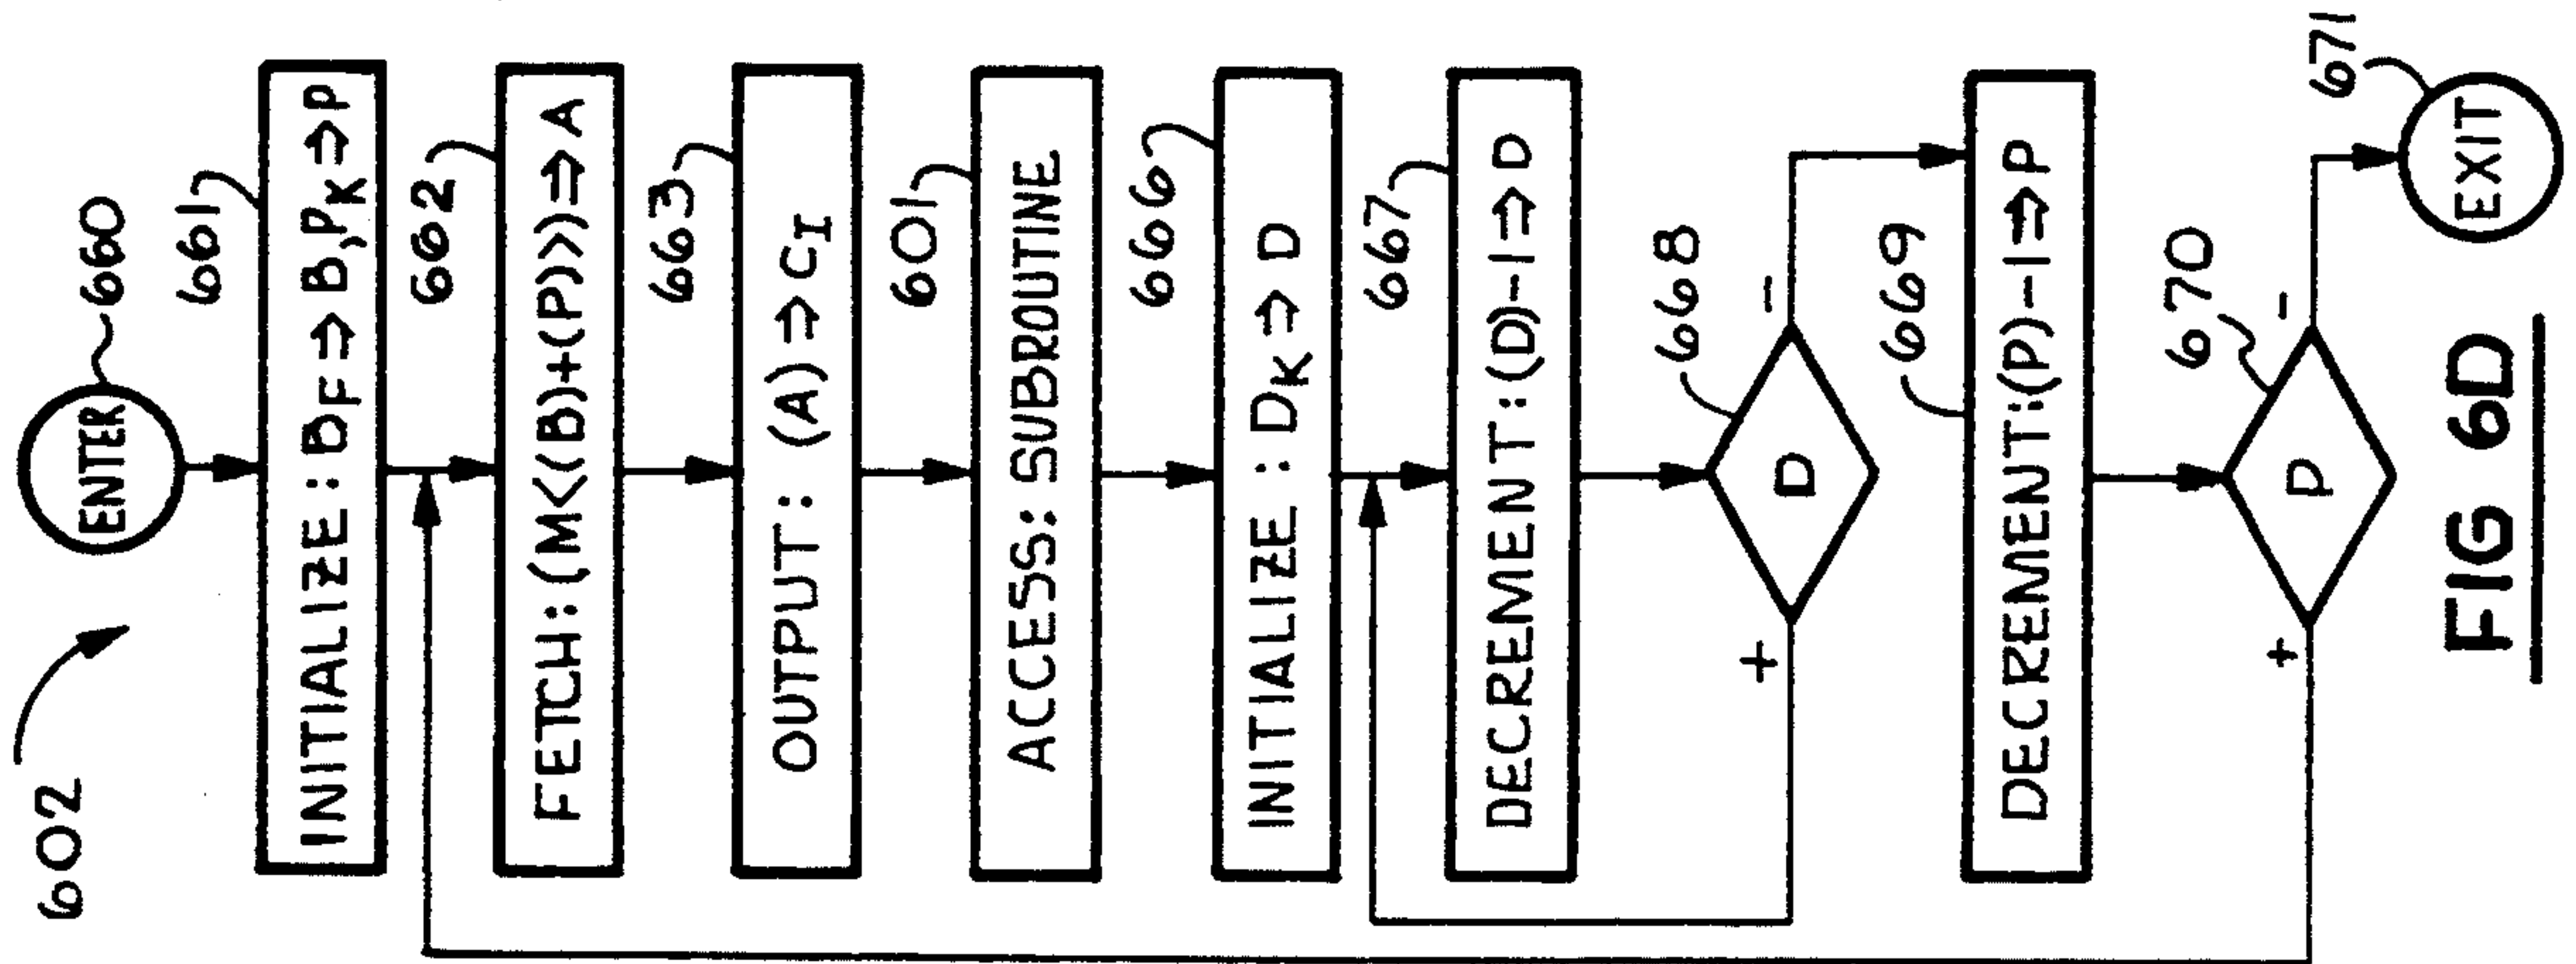 602
ENTER
660
661
INITIALIZE : B_F ⇒ B, P_K ⇒ P
662
FETCH: (M<(B)+(P)>) ⇒ A
663
OUTPUT: (A) ⇒ C_I
601
ACCESS: SUBROUTINE
666
INITIALIZE : D_K ⇒ D
667
DECREMENT: (D)-1 ⇒ D
668
+
D
-
669
DECREMENT:(P)-1 ⇒ P
670
+
P
-
671
EXIT
FIG 6D